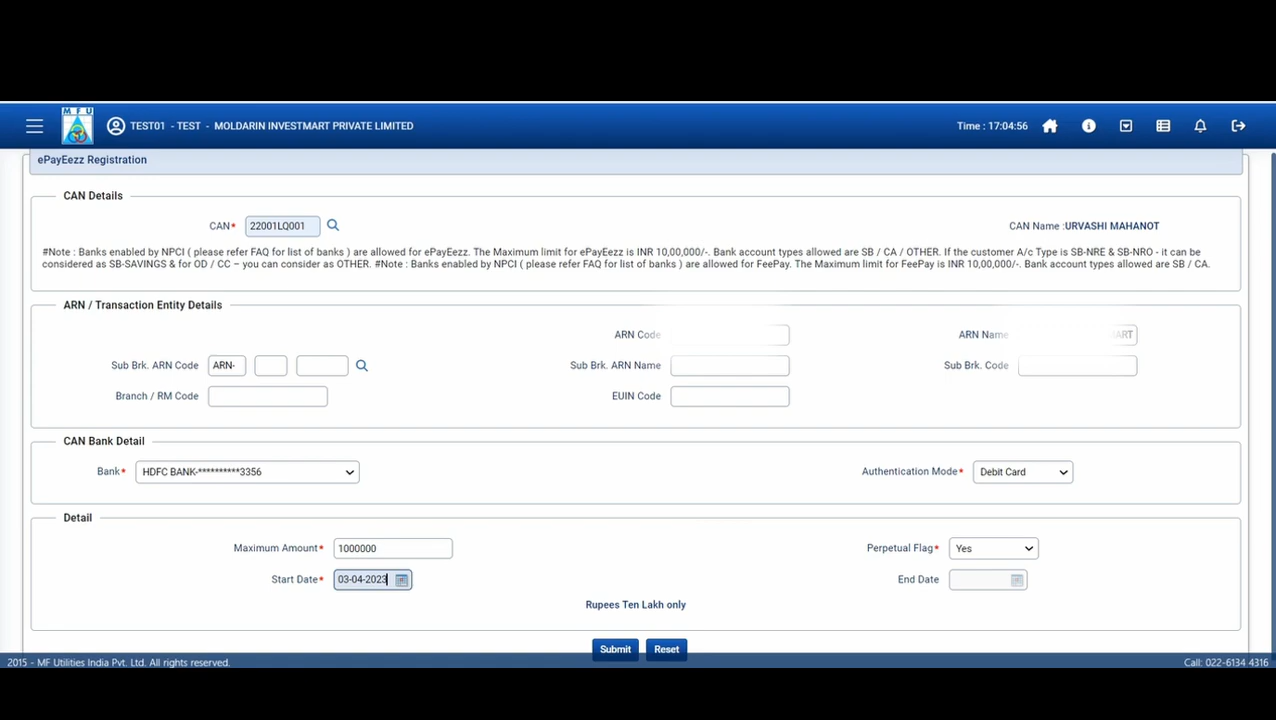 MFU
TEST01 - TEST - MOLDARIN INVESTMART PRIVATE LIMITED
Time : 17:04:56
ePayEezz Registration
CAN Details
CAN* 22001LQ001
CAN Name :URVASHI MAHANOT
#Note : Banks enabled by NPCI ( please refer FAQ for list of banks ) are allowed for ePayEezz. The Maximum limit for ePayEezz is INR 10,00,000/-. Bank account types allowed are SB / CA / OTHER. If the customer A/c Type is SB-NRE & SB-NRO - it can be
considered as SB-SAVINGS & for OD / CC – you can consider as OTHER. #Note : Banks enabled by NPCI ( please refer FAQ for list of banks ) are allowed for FeePay. The Maximum limit for FeePay is INR 10,00,000/-. Bank account types allowed are SB / CA.
ARN / Transaction Entity Details
ARN Code
ARN Name ART
Sub Brk. ARN Code ARN-
Sub Brk. ARN Name
Sub Brk. Code
Branch / RM Code
EUIN Code
CAN Bank Detail
Bank* HDFC BANK-**********3356
Authentication Mode* Debit Card
Detail
Maximum Amount* 1000000
Perpetual Flag* Yes
Start Date* 03-04-2023
End Date
Rupees Ten Lakh only
Submit Reset
2015 - MF Utilities India Pvt. Ltd. All rights reserved.
Call: 022-6134 4316